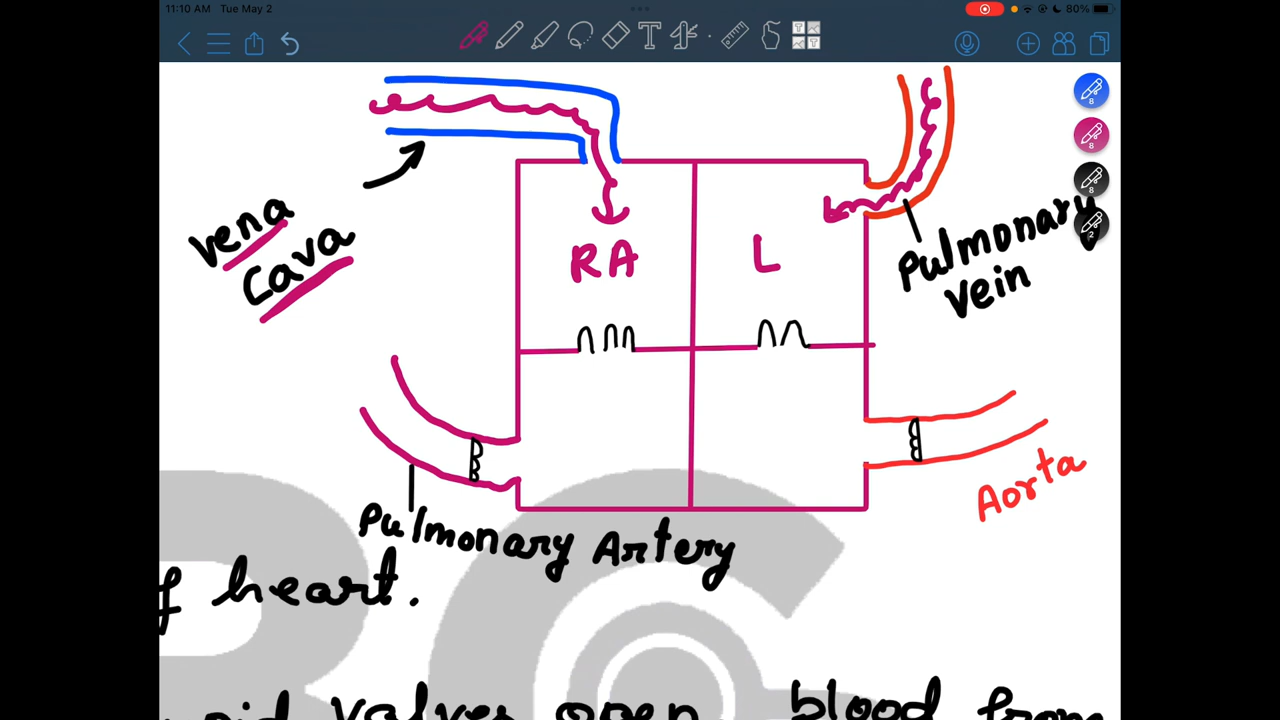 11:10 AM Tue May 2
80%
Vena
Cava
RA
L
Pulmonary
vein
Aorta
Pulmonary Artery
f heart.
oid valves open blood from